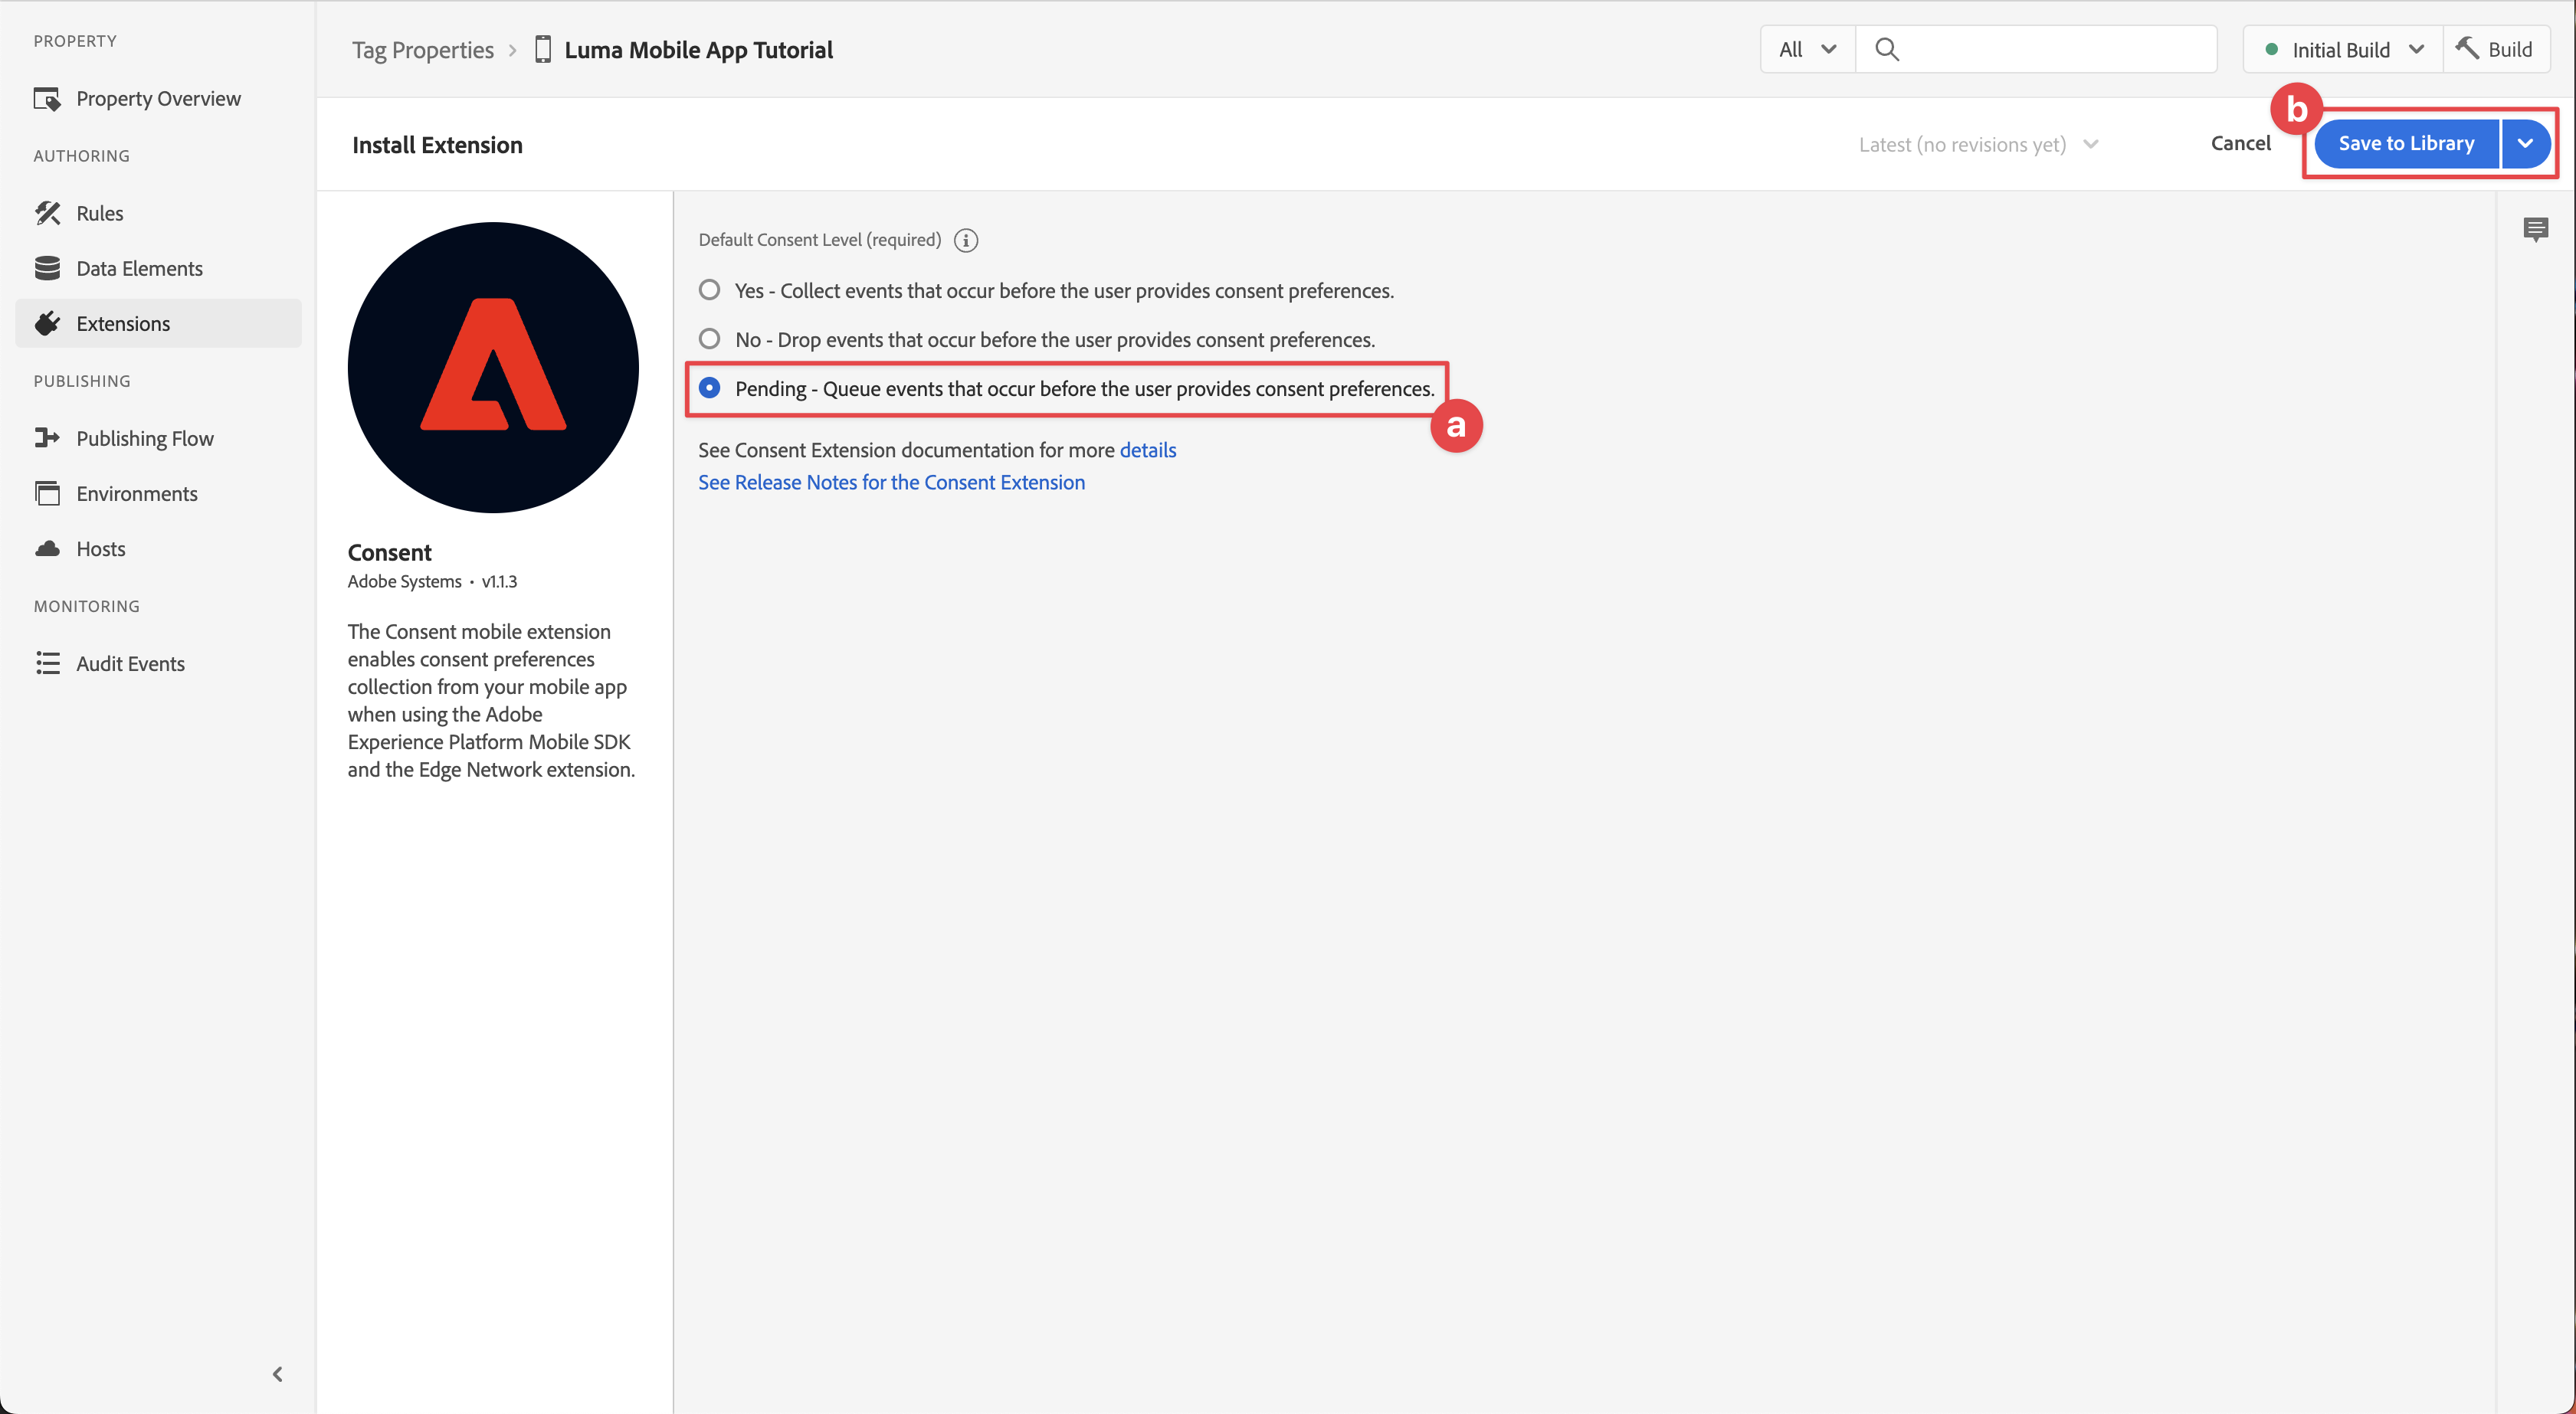 PROPERTY
Property Overview
AUTHORING
Rules
Data Elements
Extensions
PUBLISHING
Publishing Flow
Environments
Hosts
MONITORING
Audit Events
Tag Properties > Luma Mobile App Tutorial
All
Initial Build
Build
Install Extension
Latest (no revisions yet)
Cancel
b
Save to Library
Consent
Adobe Systems • v1.1.3
The Consent mobile extension
enables consent preferences
collection from your mobile app
when using the Adobe
Experience Platform Mobile SDK
and the Edge Network extension.
Default Consent Level (required)
Yes - Collect events that occur before the user provides consent preferences.
No - Drop events that occur before the user provides consent preferences.
Pending - Queue events that occur before the user provides consent preferences.
a
See Consent Extension documentation for more details
See Release Notes for the Consent Extension